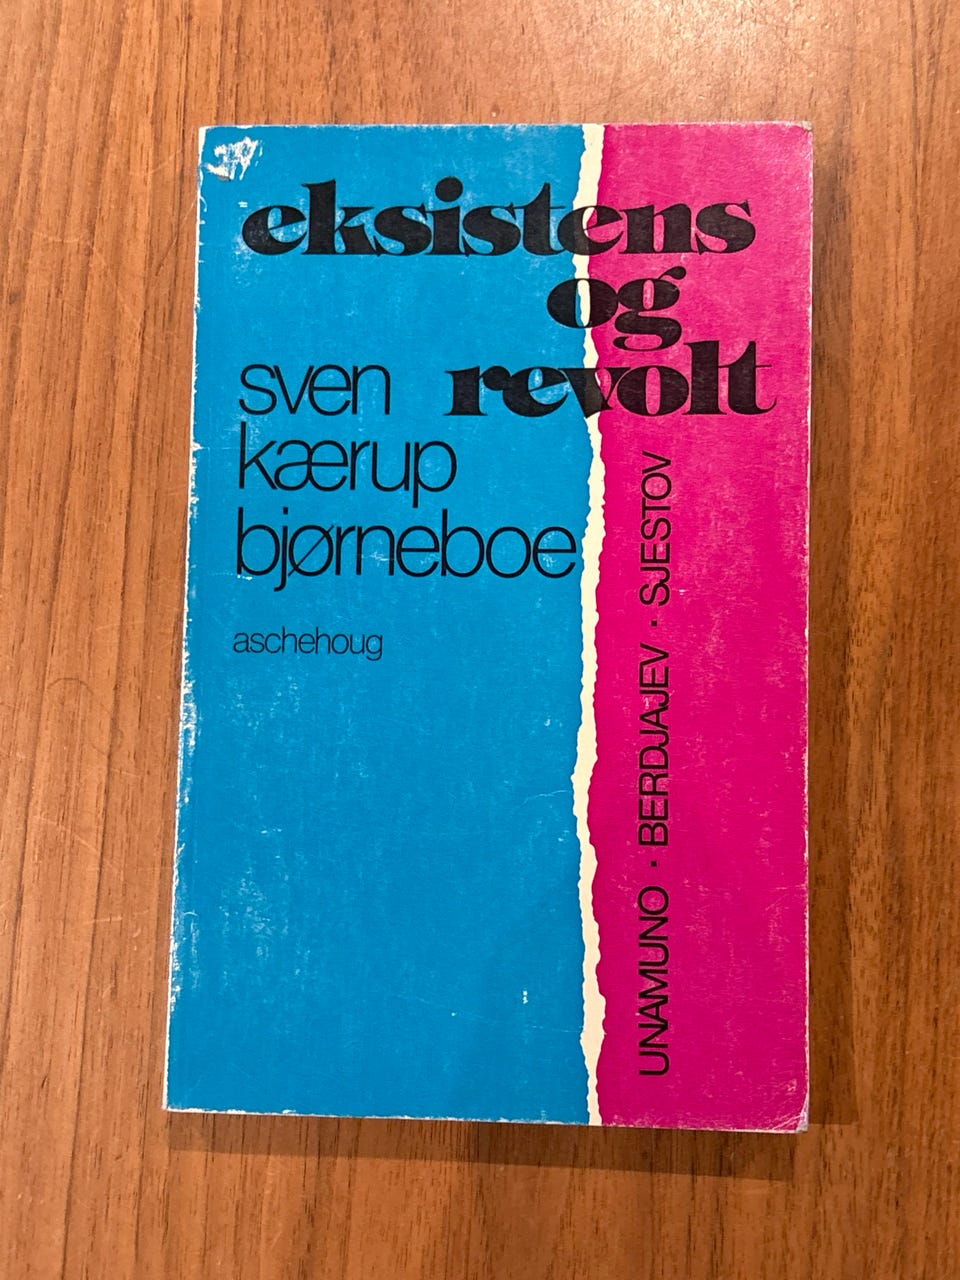 eksistens
og
revolt
sven
kærup
bjørneboe
aschehoug
UNAMUNO · BERDJAJEV · SJESTOV